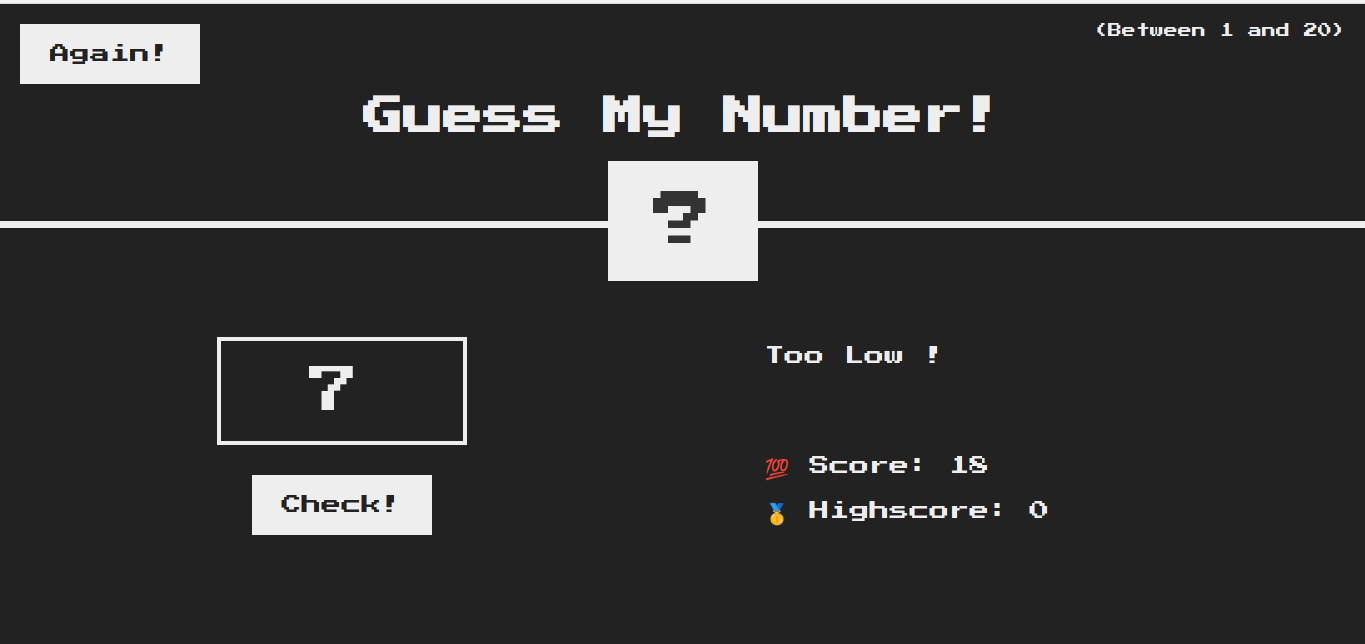 Again!
(Between 1 and 20)
Guess My Number!
?
7
Too Low !
Check!
💯 Score: 18
🥇 Highscore: 0